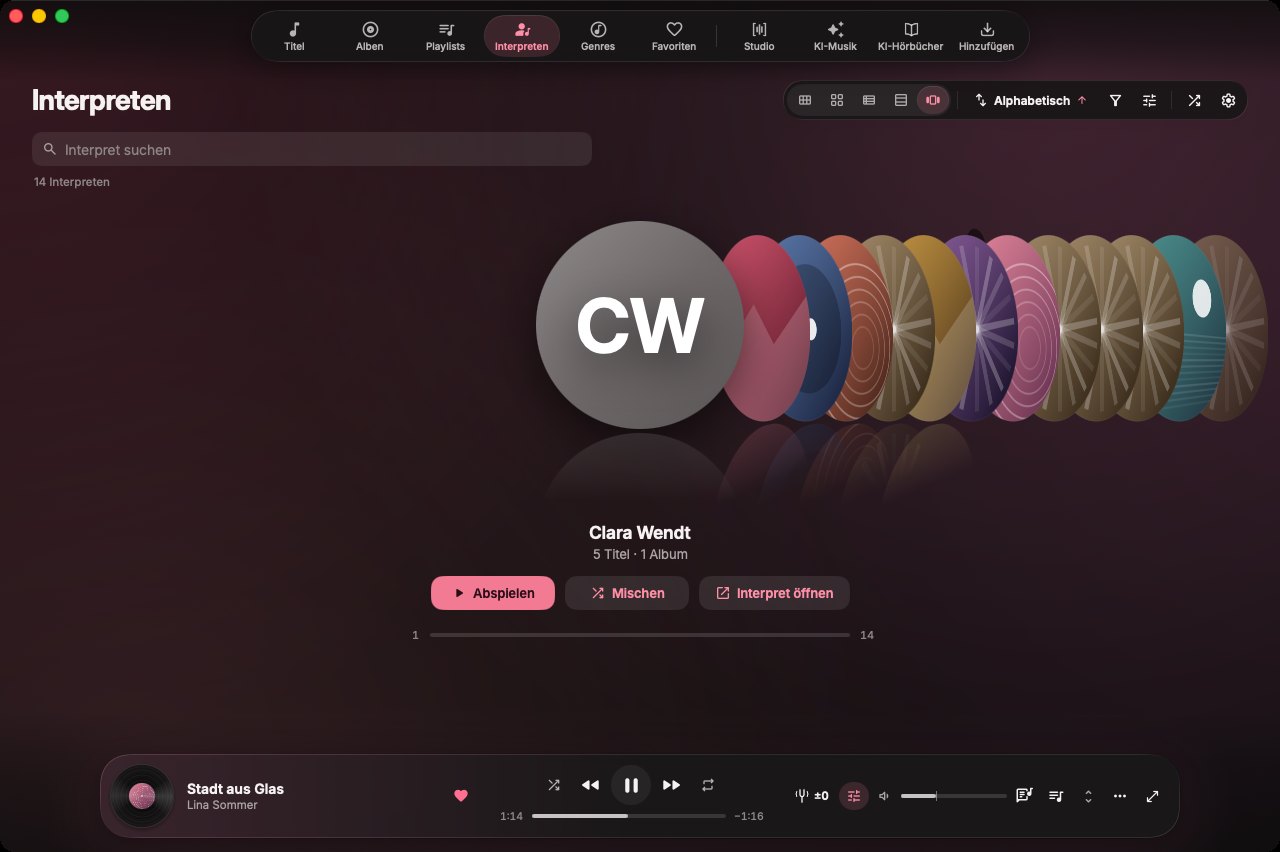 Titel
Alben
Playlists
Interpreten
Genres
Favoriten
Studio
KI-Musik
KI-Hörbücher
Hinzufügen
Interpreten
Alphabetisch
Interpret suchen
14 Interpreten
CW
Clara Wendt
5 Titel · 1 Album
Abspielen
Mischen
Interpret öffnen
1
14
Stadt aus Glas
Lina Sommer
1:14
−1:16
±0